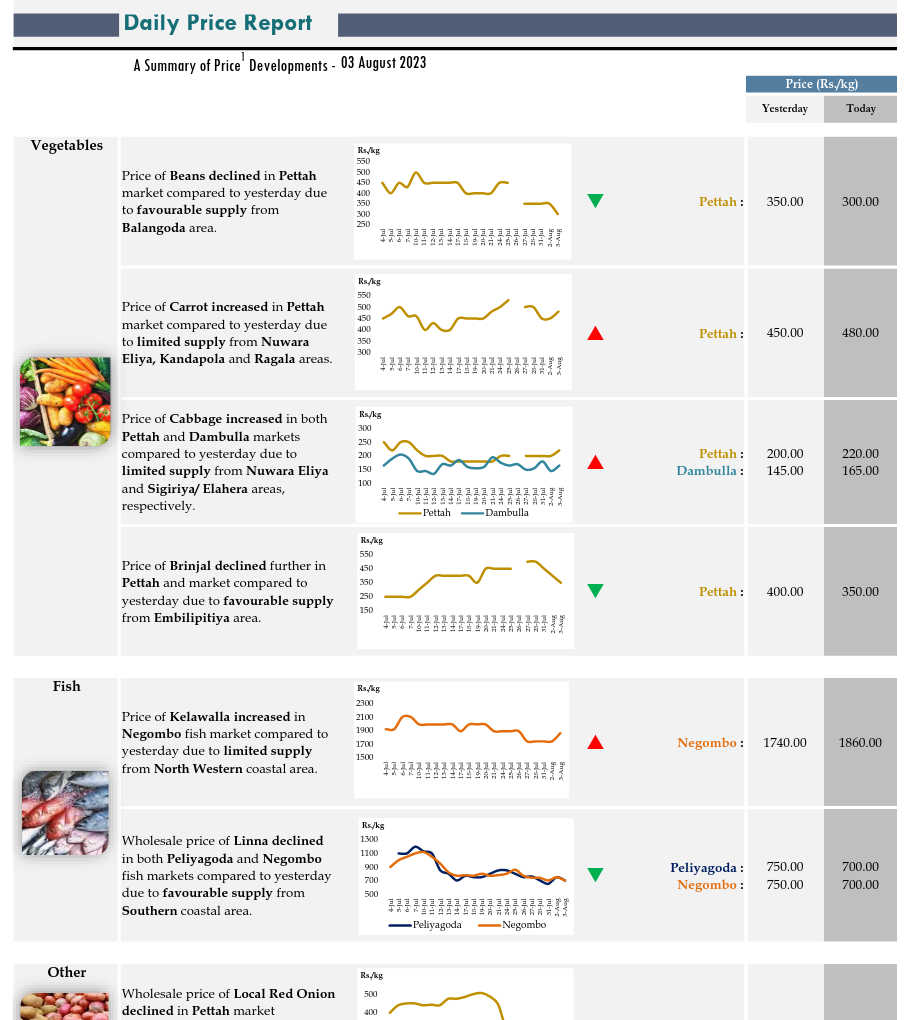 Daily Price Report
A Summary of Price1 Developments - 03 August 2023
Price (Rs./kg)
Yesterday Today
Vegetables
Price of Beans declined in Pettah
market compared to yesterday due
to favourable supply from
Balangoda area.
Rs./kg
550
500
450
400
350
300
250
4-Jul 5-Jul 6-Jul 7-Jul 10-Jul 11-Jul 12-Jul 13-Jul 14-Jul 17-Jul 18-Jul 19-Jul 20-Jul 21-Jul 24-Jul 25-Jul 26-Jul 27-Jul 28-Jul 31-Jul 2-Aug 3-Aug
Pettah : 350.00 300.00
Price of Carrot increased in Pettah
market compared to yesterday due
to limited supply from Nuwara
Eliya, Kandapola and Ragala areas.
Rs./kg
550
500
450
400
350
300
4-Jul 5-Jul 6-Jul 7-Jul 10-Jul 11-Jul 12-Jul 13-Jul 14-Jul 17-Jul 18-Jul 19-Jul 20-Jul 21-Jul 24-Jul 25-Jul 26-Jul 27-Jul 28-Jul 31-Jul 2-Aug 3-Aug
Pettah : 450.00 480.00
Price of Cabbage increased in both
Pettah and Dambulla markets
compared to yesterday due to
limited supply from Nuwara Eliya
and Sigiriya/ Elahera areas,
respectively.
Rs./kg
300
250
200
150
100
4-Jul 5-Jul 6-Jul 7-Jul 10-Jul 11-Jul 12-Jul 13-Jul 14-Jul 17-Jul 18-Jul 19-Jul 20-Jul 21-Jul 24-Jul 25-Jul 26-Jul 27-Jul 28-Jul 31-Jul 2-Aug 3-Aug
Pettah Dambulla
Pettah : 200.00 220.00
Dambulla : 145.00 165.00
Price of Brinjal declined further in
Pettah and market compared to
yesterday due to favourable supply
from Embilipitiya area.
Rs./kg
550
450
350
250
150
4-Jul 5-Jul 6-Jul 7-Jul 10-Jul 11-Jul 12-Jul 13-Jul 14-Jul 17-Jul 18-Jul 19-Jul 20-Jul 21-Jul 24-Jul 25-Jul 26-Jul 27-Jul 28-Jul 31-Jul 2-Aug 3-Aug
Pettah : 400.00 350.00
Fish
Price of Kelawalla increased in
Negombo fish market compared to
yesterday due to limited supply
from North Western coastal area.
Rs./kg
2300
2100
1900
1700
1500
4-Jul 5-Jul 6-Jul 7-Jul 10-Jul 11-Jul 12-Jul 13-Jul 14-Jul 17-Jul 18-Jul 19-Jul 20-Jul 21-Jul 24-Jul 25-Jul 26-Jul 27-Jul 28-Jul 31-Jul 2-Aug 3-Aug
Negombo : 1740.00 1860.00
Wholesale price of Linna declined
in both Peliyagoda and Negombo
fish markets compared to yesterday
due to favourable supply from
Southern coastal area.
Rs./kg
1300
1100
900
700
500
4-Jul 5-Jul 6-Jul 7-Jul 10-Jul 11-Jul 12-Jul 13-Jul 14-Jul 17-Jul 18-Jul 19-Jul 20-Jul 21-Jul 24-Jul 25-Jul 26-Jul 27-Jul 28-Jul 31-Jul 2-Aug 3-Aug
Peliyagoda Negombo
Peliyagoda : 750.00 700.00
Negombo : 750.00 700.00
Other
Wholesale price of Local Red Onion
declined in Pettah market
Rs./kg
500
400